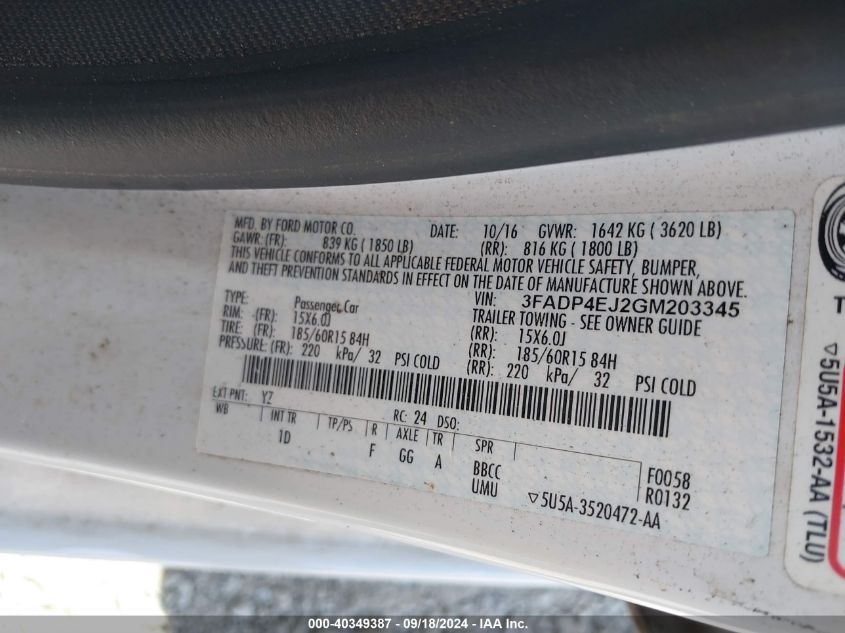 MFD. BY FORD MOTOR CO. DATE: 10/16 GVWR: 1642 KG ( 3620 LB)
GAWR: (FR): 839 KG ( 1850 LB) (RR): 816 KG ( 1800 LB)
THIS VEHICLE CONFORMS TO ALL APPLICABLE FEDERAL MOTOR VEHICLE SAFETY, BUMPER,
AND THEFT PREVENTION STANDARDS IN EFFECT ON THE DATE OF MANUFACTURE SHOWN ABOVE.
VIN: 3FADP4EJ2GM203345
TYPE: Passenger Car TRAILER TOWING - SEE OWNER GUIDE
RIM: (FR): 15X6.0J (RR): 15X6.0J
TIRE: (FR): 185/60R15 84H (RR): 185/60R15 84H
PRESSURE: (FR): 220 kPa/ 32 PSI COLD (RR): 220 kPa/ 32 PSI COLD
EXT PNT: YZ RC: 24 DSO:
WB INT TR TP/PS R AXLE TR SPR
1D F GG A BBCC F0058
UMU R0132
▽5U5A-3520472-AA
T
▽5U5A-1532-AA (TLU)
000-40349387 - 09/18/2024 - IAA Inc.